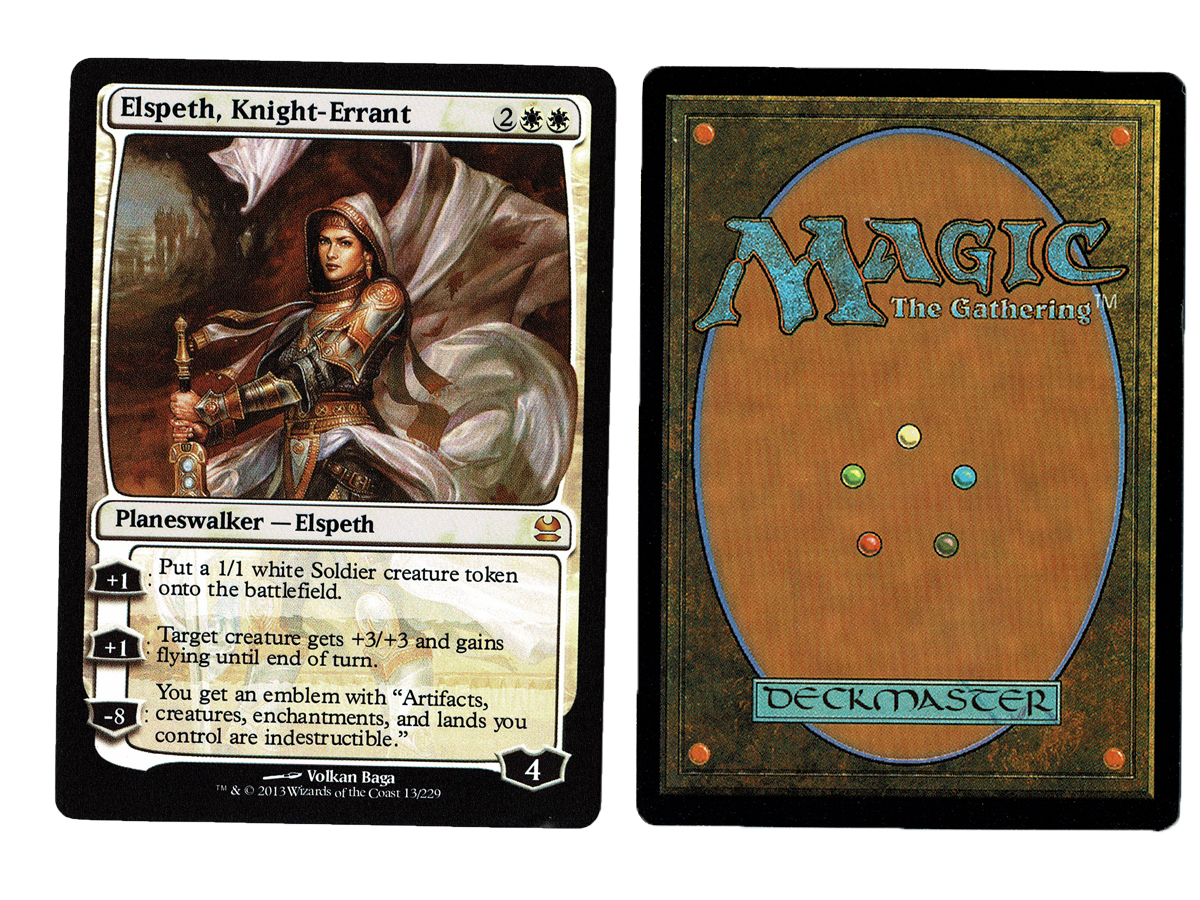 Elspeth, Knight-Errant 2
Planeswalker — Elspeth
+1 : Put a 1/1 white Soldier creature token
onto the battlefield.
+1 : Target creature gets +3/+3 and gains
flying until end of turn.
-8 : You get an emblem with “Artifacts,
creatures, enchantments, and lands you
control are indestructible.”
4
Volkan Baga
™ & © 2013 Wizards of the Coast 13/229
MAGIC
The Gathering™
DECKMASTER